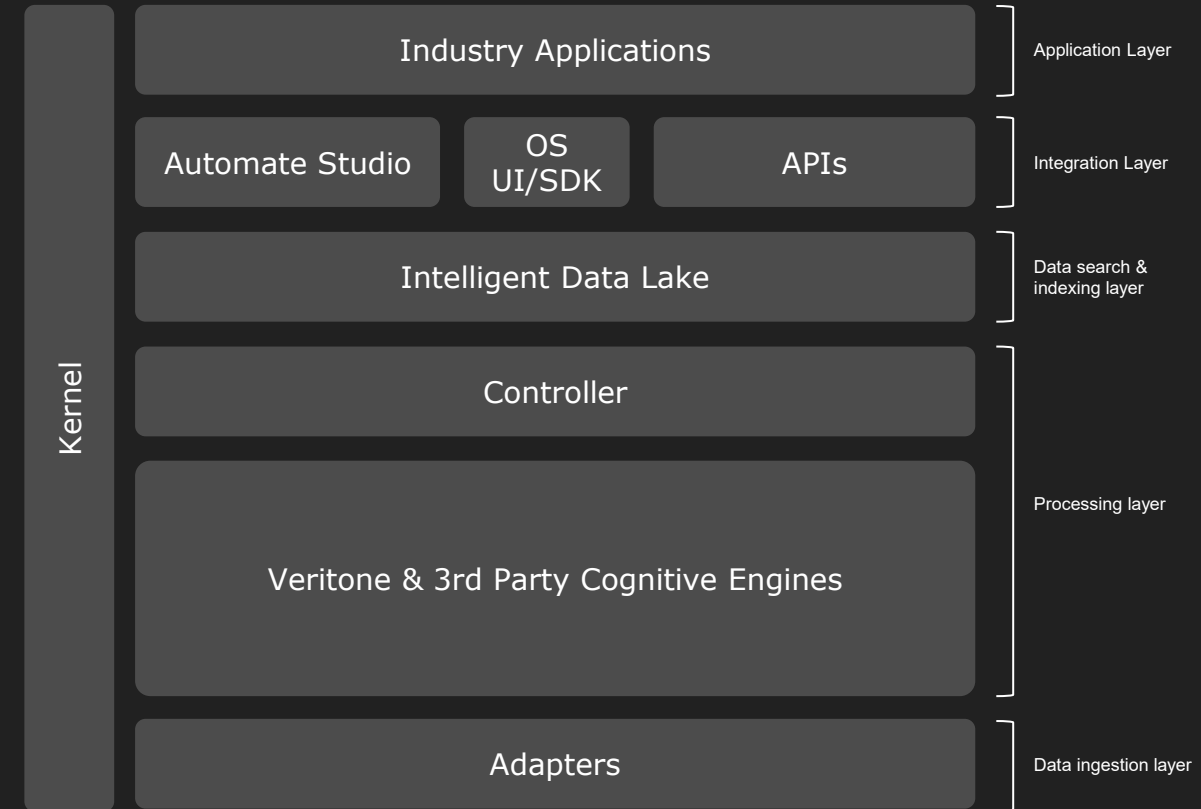 Kernel
Industry Applications
Application Layer
Automate Studio
OS
UI/SDK
APIs
Integration Layer
Intelligent Data Lake
Data search &
indexing layer
Controller
Veritone & 3rd Party Cognitive Engines
Processing layer
Adapters
Data ingestion layer